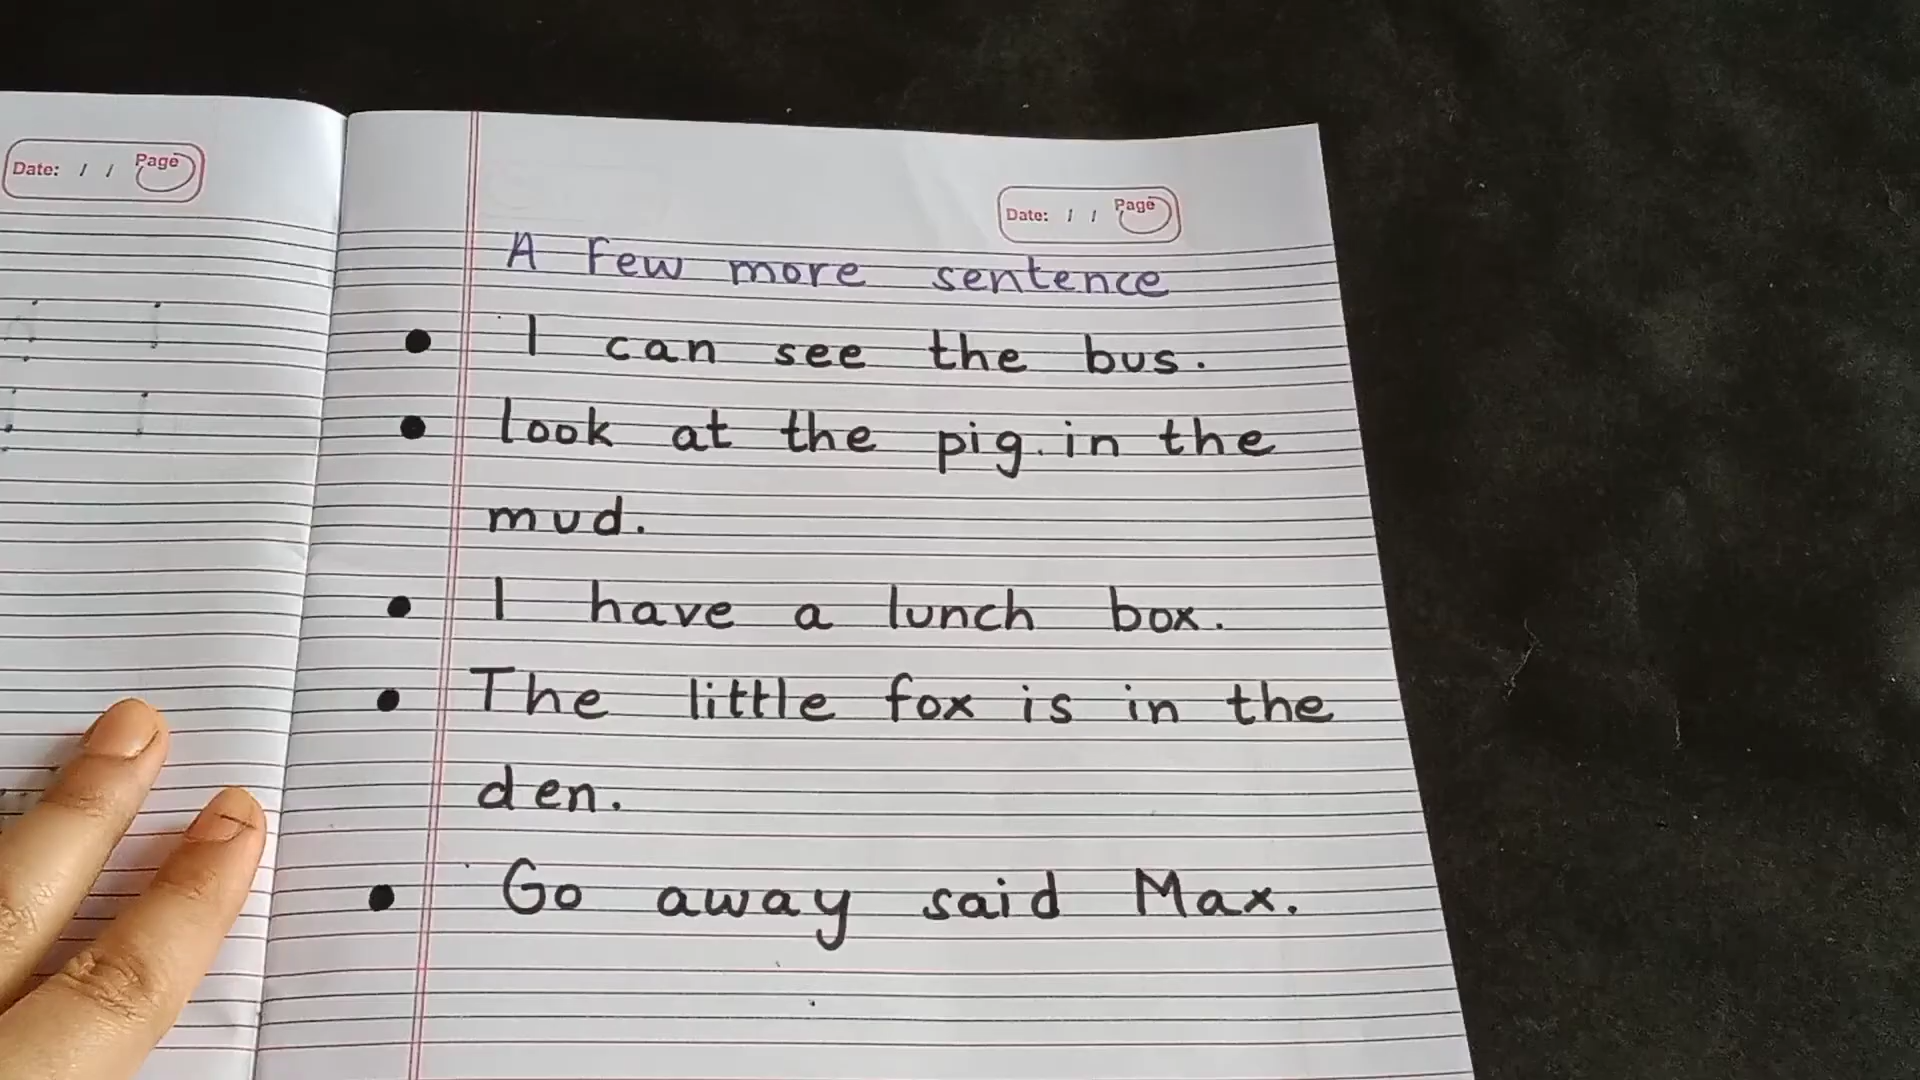 Date: / / Page
Date: / / Page
A Few more sentence
• I can see the bus.
• look at the pig. in the
mud.
• I have a lunch box.
• The little fox is in the
den.
• Go away said Max.